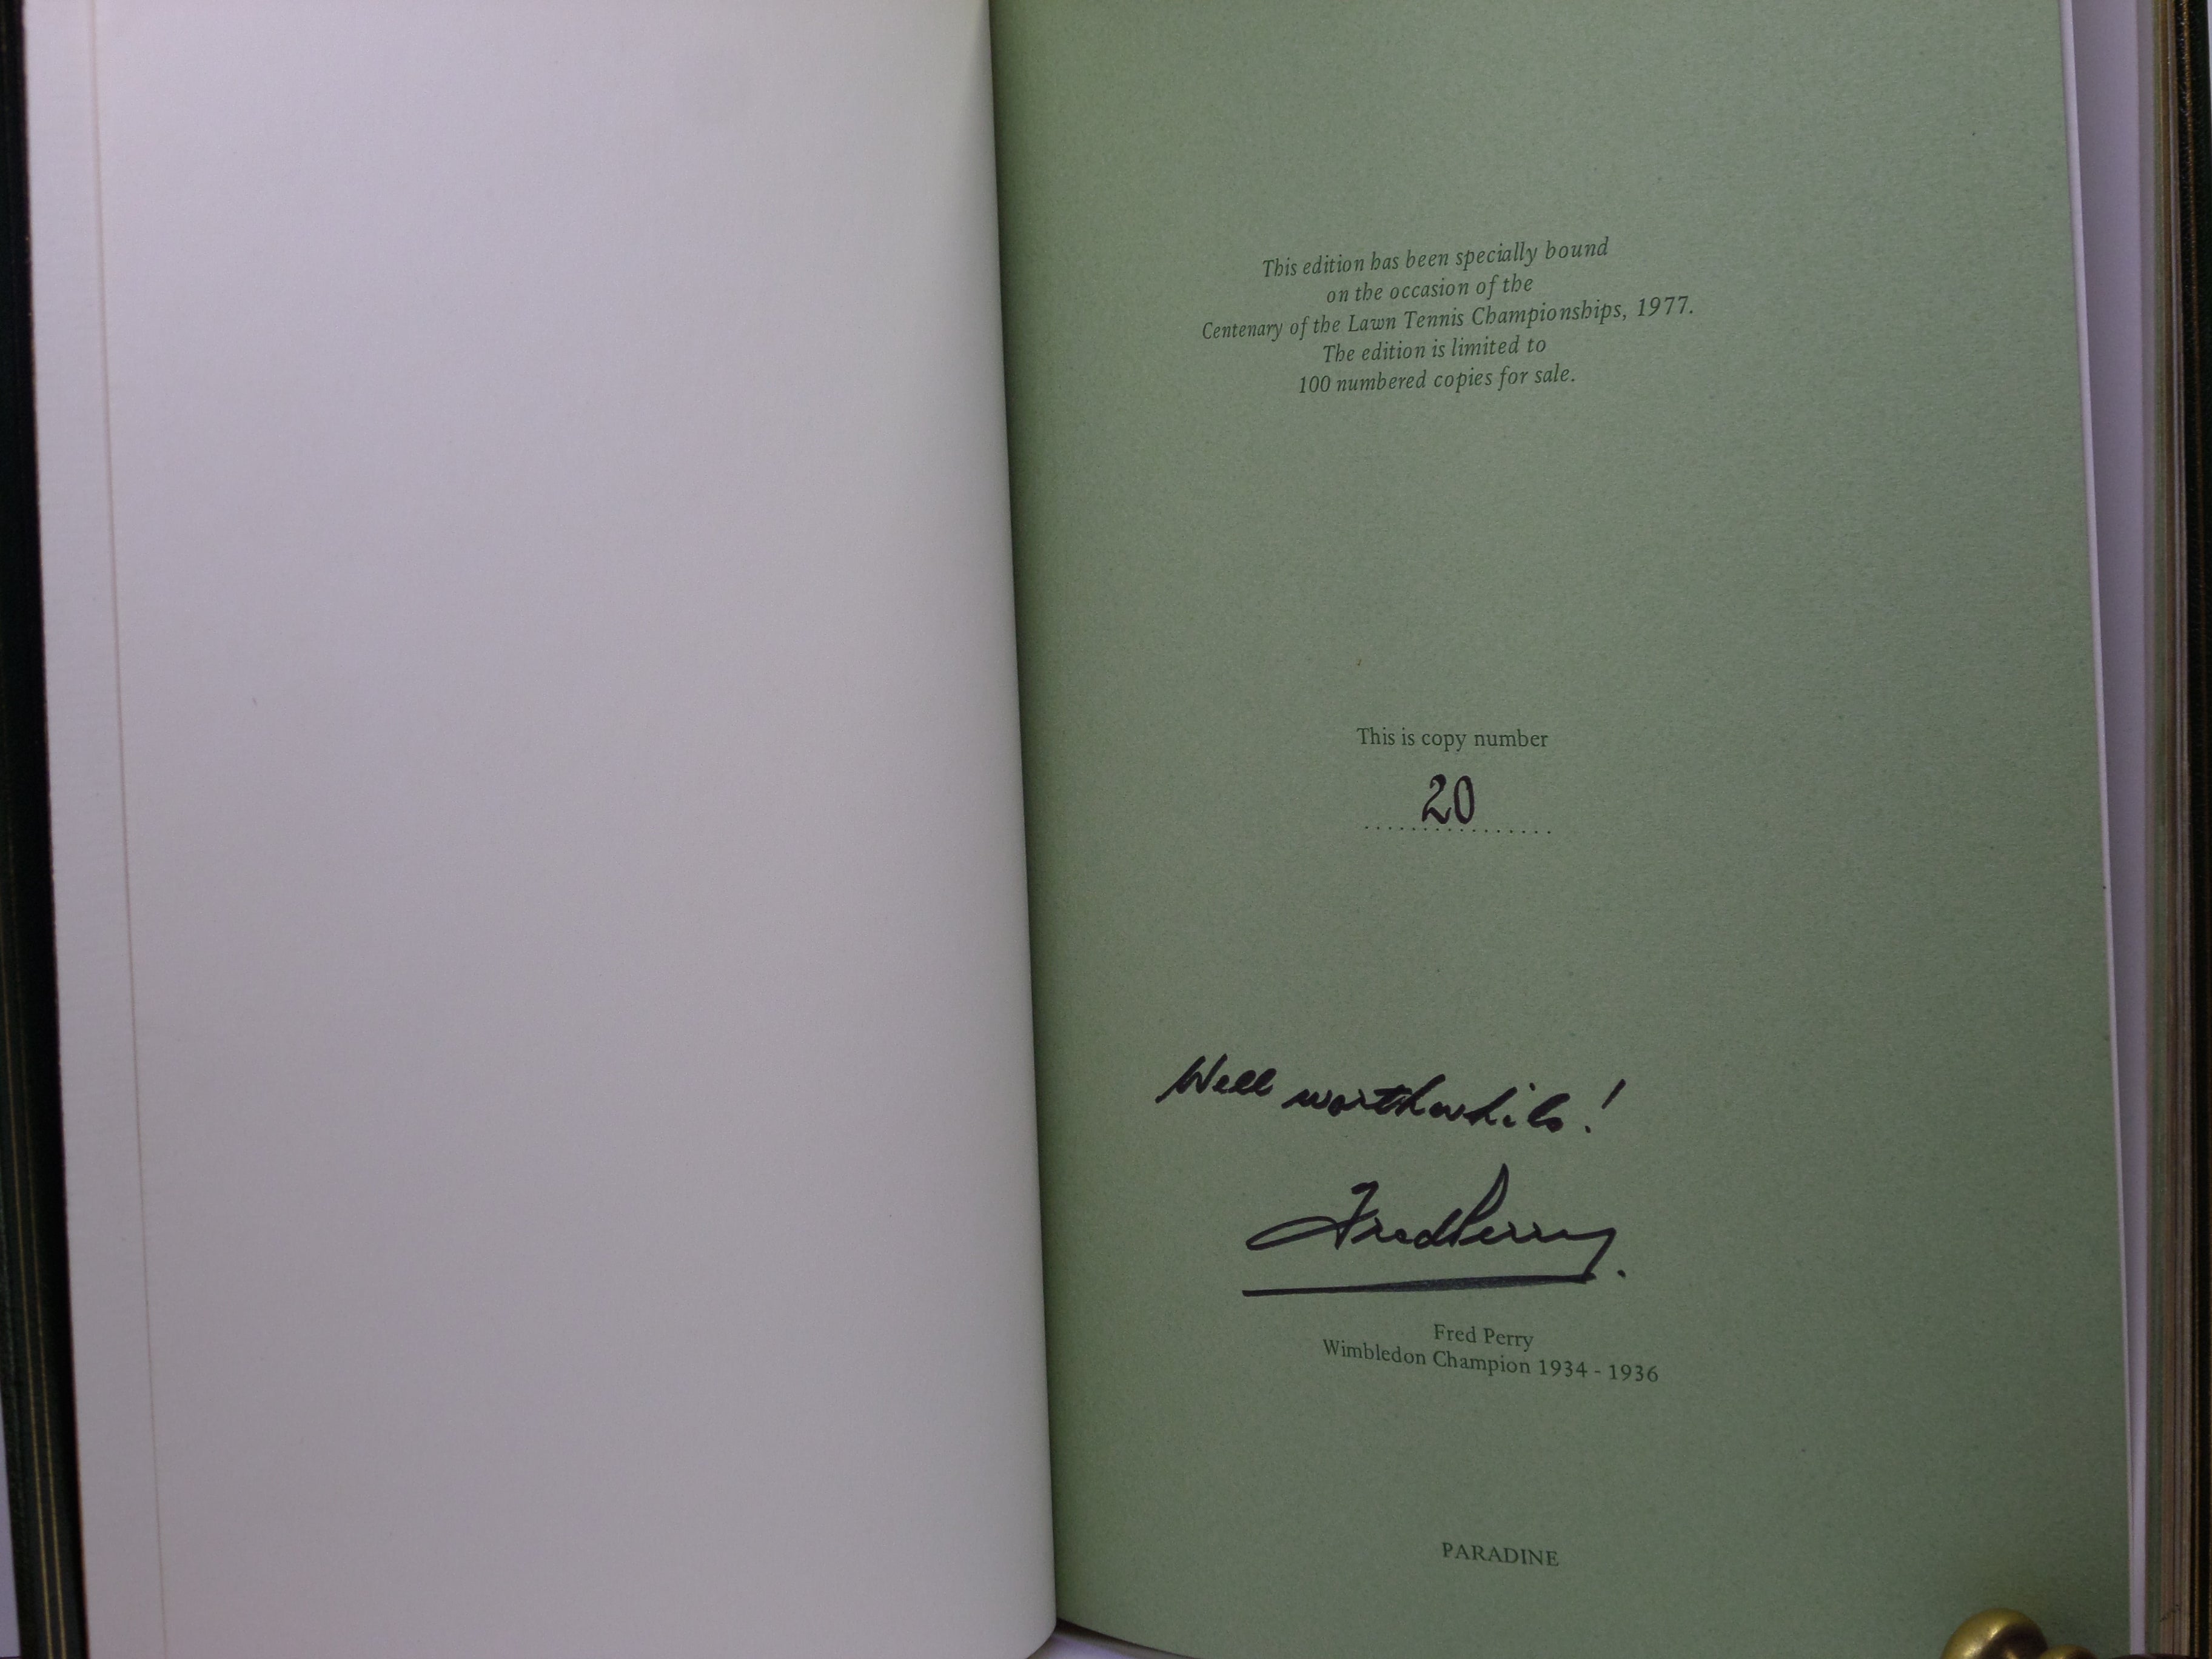 This edition has been specially bound
on the occasion of the
Centenary of the Lawn Tennis Championships, 1977.
The edition is limited to
100 numbered copies for sale.
This is copy number
20
Well worthwhile!
Fred Perry.
Fred Perry
Wimbledon Champion 1934 - 1936
PARADINE